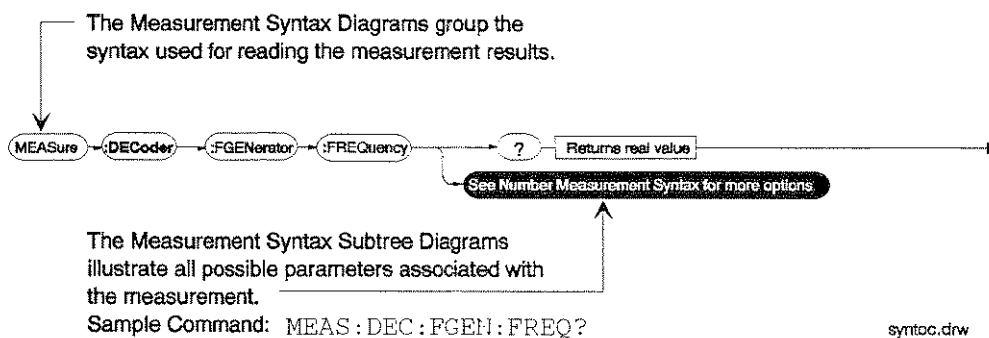 The Measurement Syntax Diagrams group the
syntax used for reading the measurement results.
MEASure :DECoder :FGENerator :FREQuency ? Returns real value
See Number Measurement Syntax for more options
The Measurement Syntax Subtree Diagrams
illustrate all possible parameters associated with
the measurement.
Sample Command: MEAS:DEC:FGEN:FREQ?
syntoc.drw